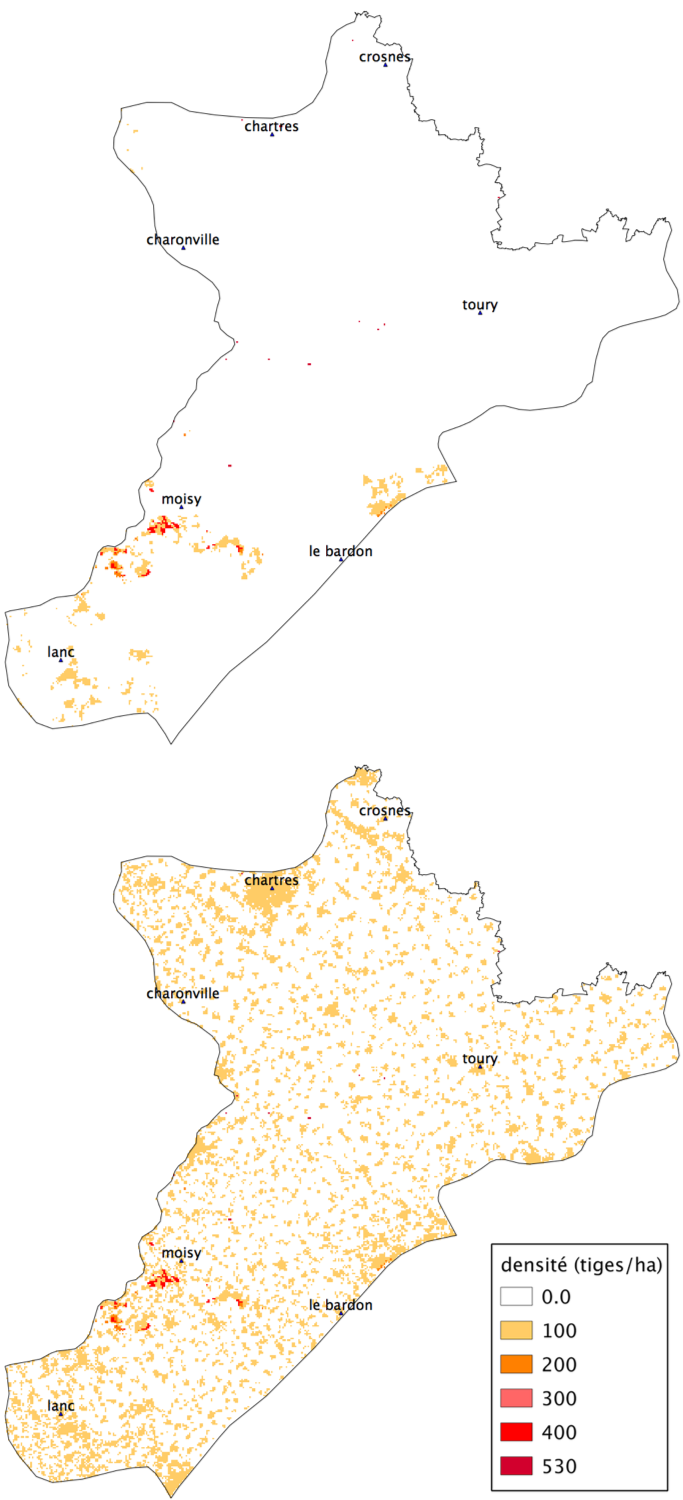 crosnes
chartres
charonville
toury
moisy
le bardon
lanc
crosnes
chartres
charonville
toury
moisy
le bardon
lanc
densité (tiges/ha)
0.0
100
200
300
400
530